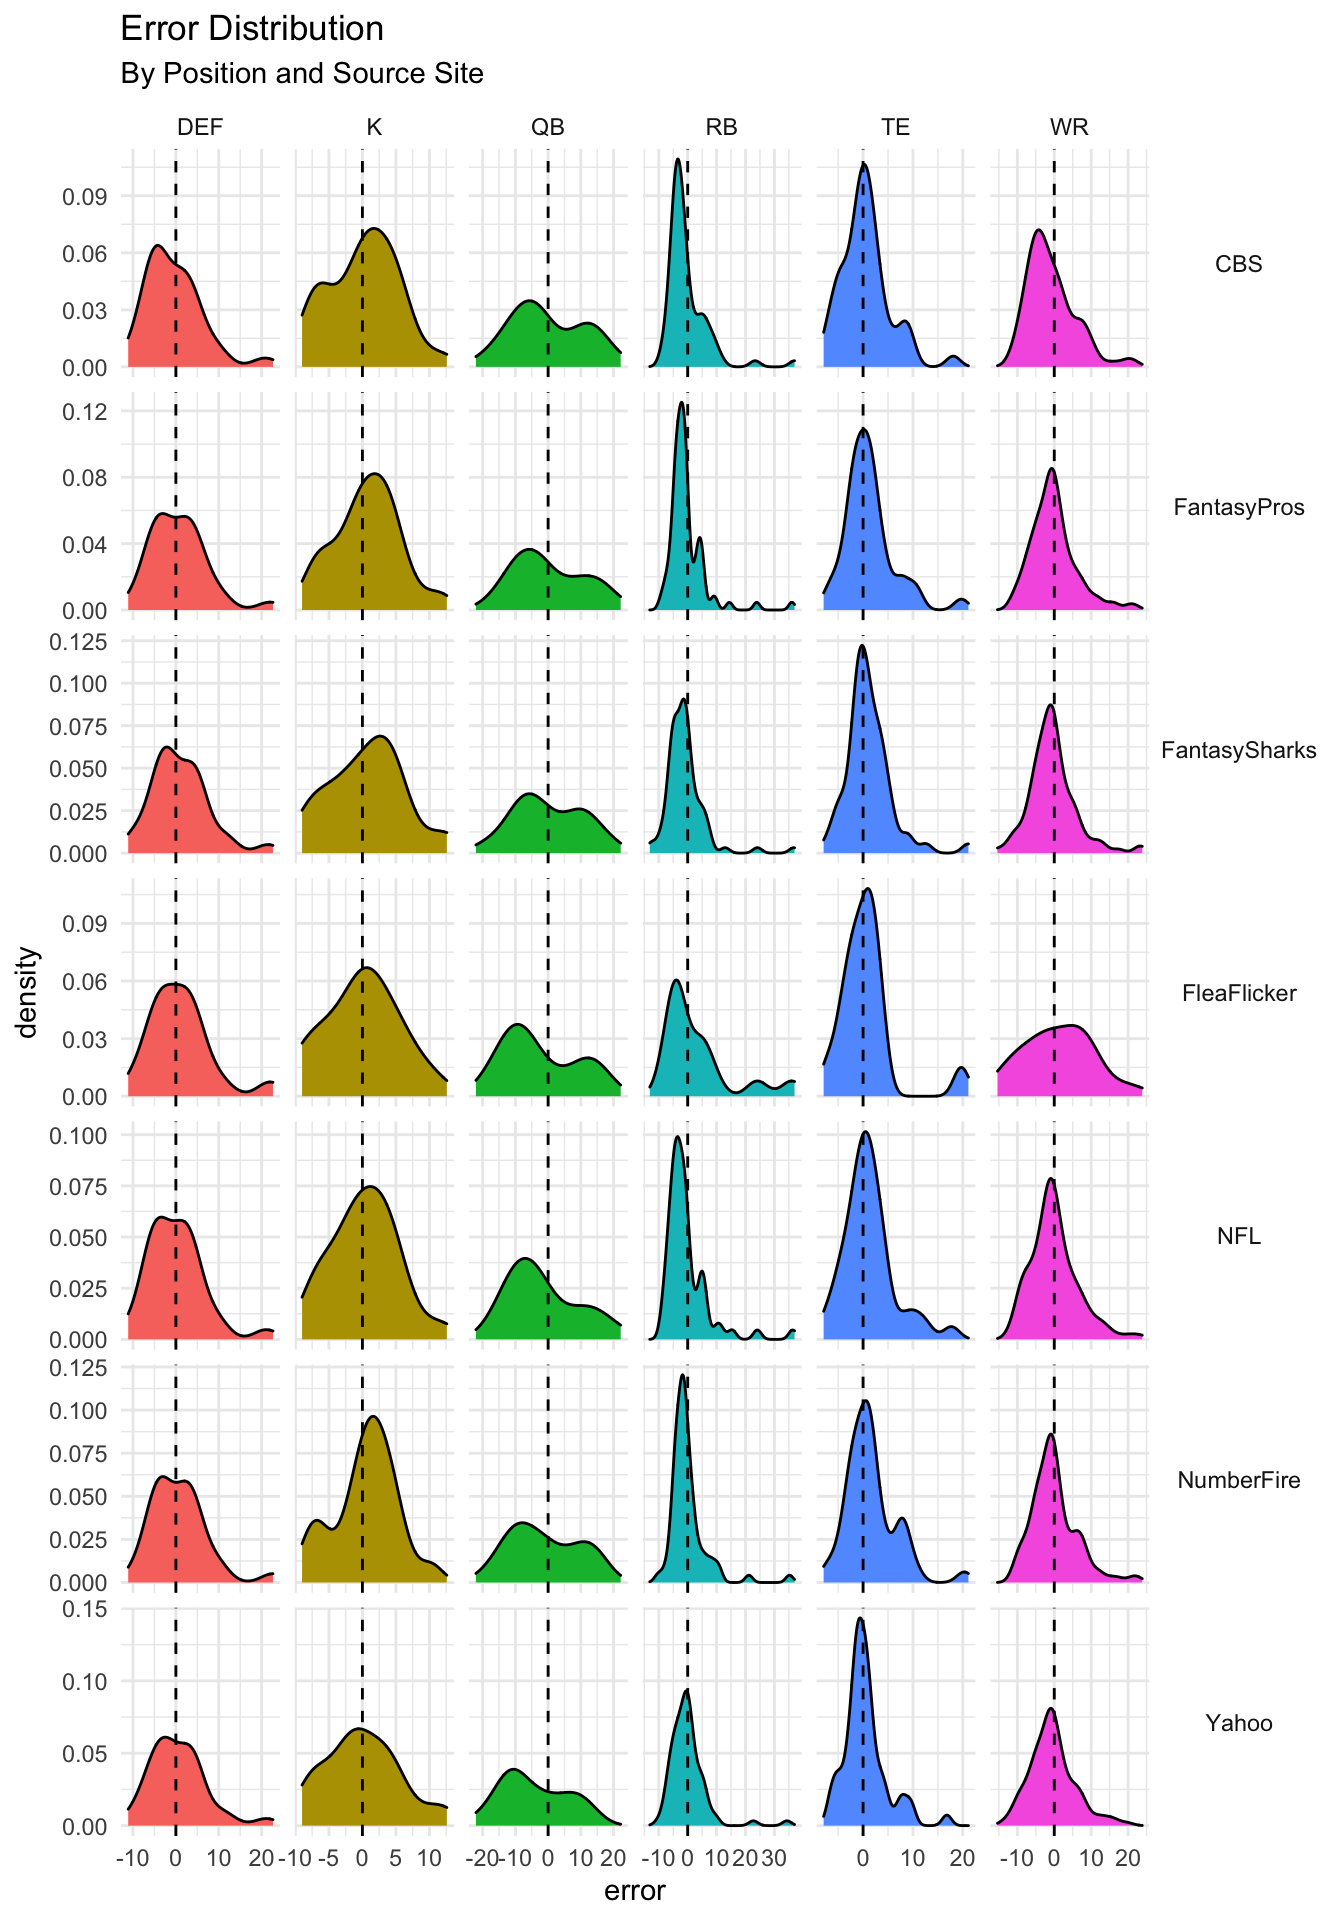 Error Distribution
By Position and Source Site
DEF K QB RB TE WR
0.09
0.06
0.03
0.00
CBS
0.12
0.08
0.04
0.00
FantasyPros
0.125
0.100
0.075
0.050
0.025
0.000
FantasySharks
0.09
0.06
0.03
0.00
FleaFlicker
0.100
0.075
0.050
0.025
0.000
NFL
0.125
0.100
0.075
0.050
0.025
0.000
NumberFire
0.15
0.10
0.05
0.00
Yahoo
density
-10 0 10 20 -10 -5 0 5 10 -20 -10 0 10 20 -10 0 10 20 30 0 10 20 -10 0 10 20
error